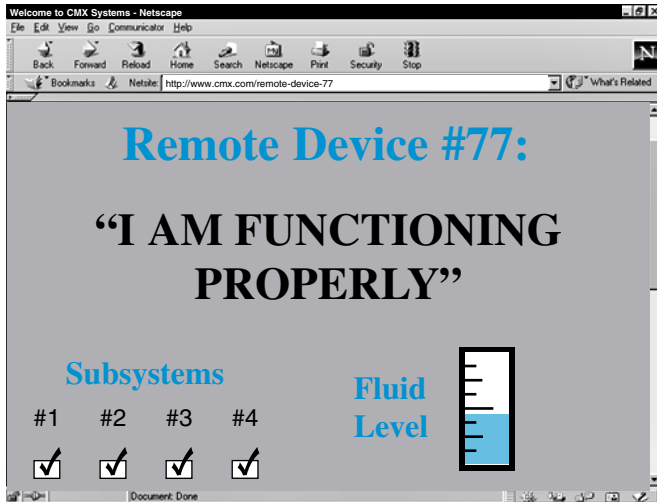 Welcome to CMX Systems - Netscape
File Edit View Go Communicator Help
Back Forward Reload Home Search Netscape Print Security Stop
N
Bookmarks Netsite: http://www.cmx.com/remote-device-77 What's Related
Remote Device #77:
“I AM FUNCTIONING
PROPERLY”
Subsystems
#1 #2 #3 #4
Fluid
Level
Document: Done